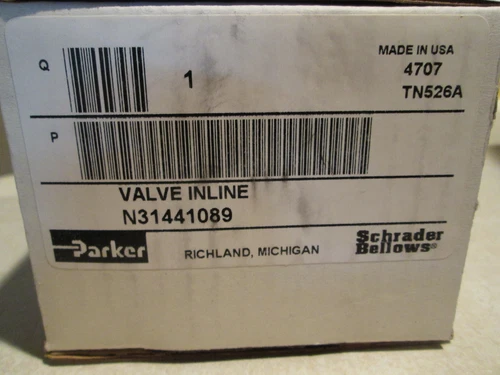 Q 1 MADE IN USA
4707
TN526A
P
VALVE INLINE
N31441089
Parker RICHLAND, MICHIGAN Schrader
Bellows®